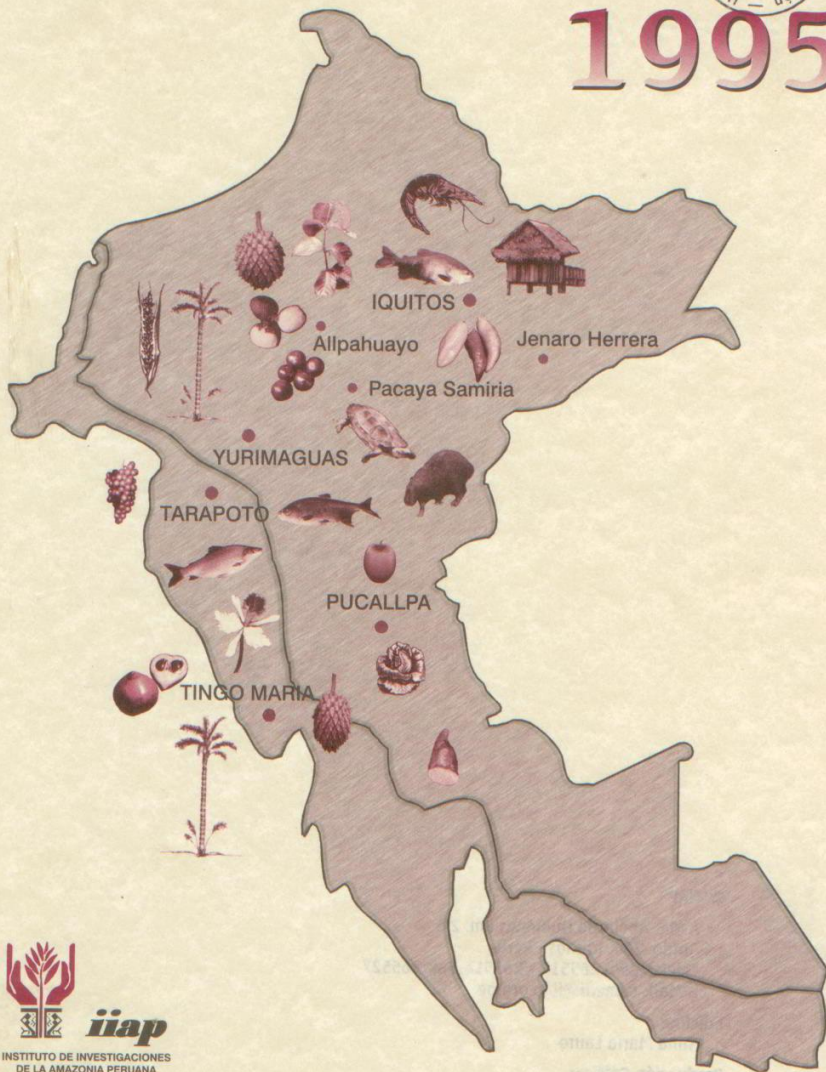 1995
IQUITOS
Allpahuayo
Jenaro Herrera
Pacaya Samiria
YURIMAGUAS
TARAPOTO
PUCALLPA
TINGO MARIA
iiap
INSTITUTO DE INVESTIGACIONES
DE LA AMAZONIA PERUANA